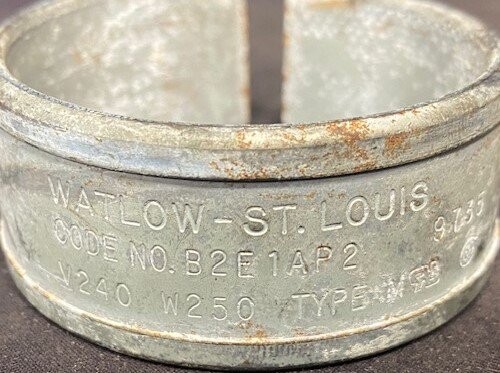 WATLOW-ST. LOUIS
CODE NO. B2E1AP2
V240 W250 TYPE